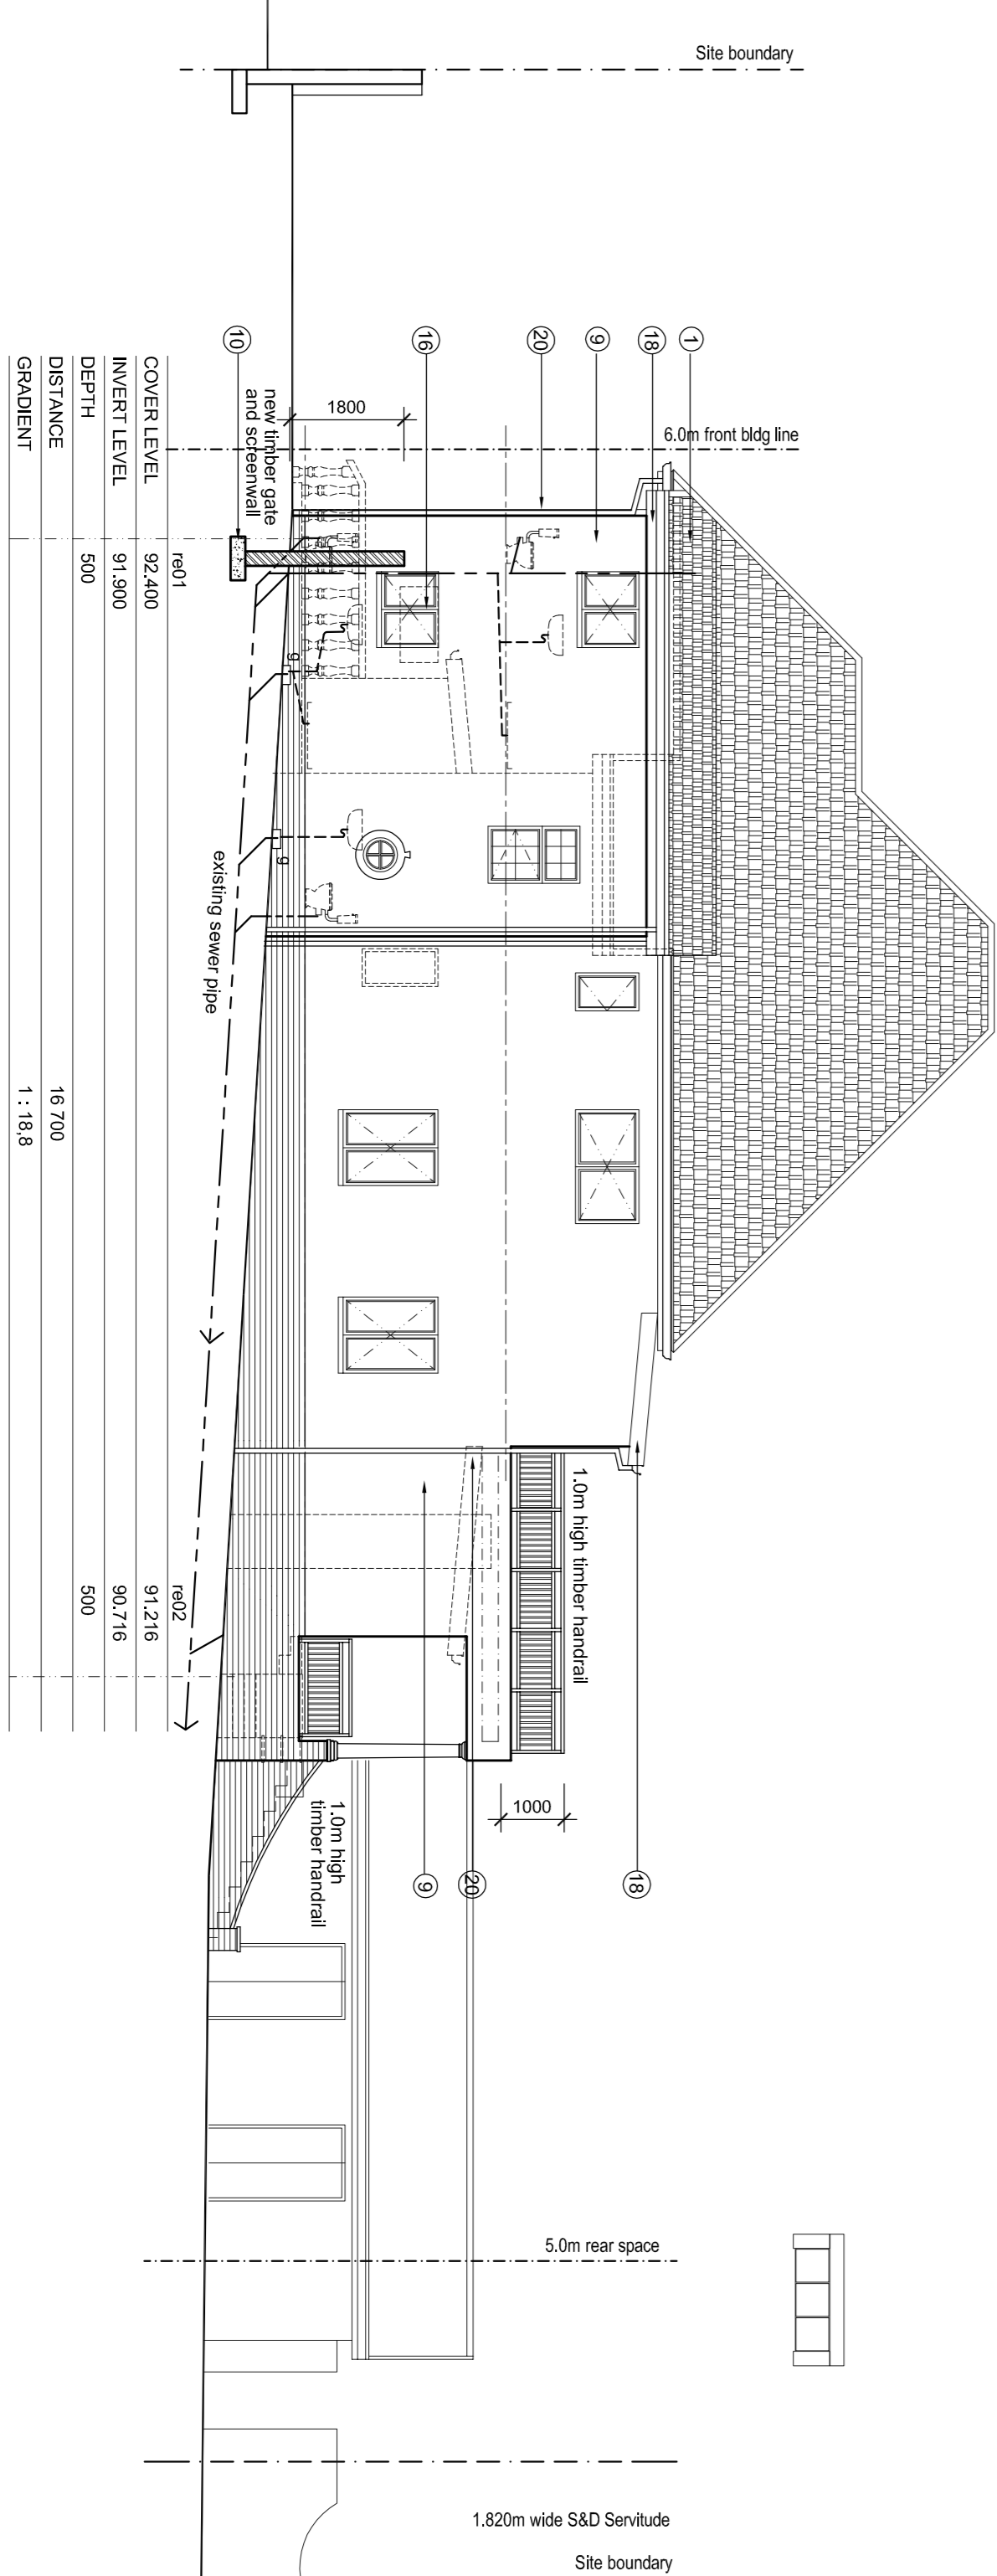 Site boundary
1
18
9
20
16
10
6.0m front bldg line
1800
new timber gate
and screenwall
re01
re02
COVER LEVEL 92.400 91.216
INVERT LEVEL 91.900 90.716
DEPTH 500 500
DISTANCE 16 700
GRADIENT 1 : 18,8
g
g
existing sewer pipe
1.0m high timber handrail
1000
1.0m high
timber handrail
18
20
9
5.0m rear space
1.820m wide S&D Servitude
Site boundary